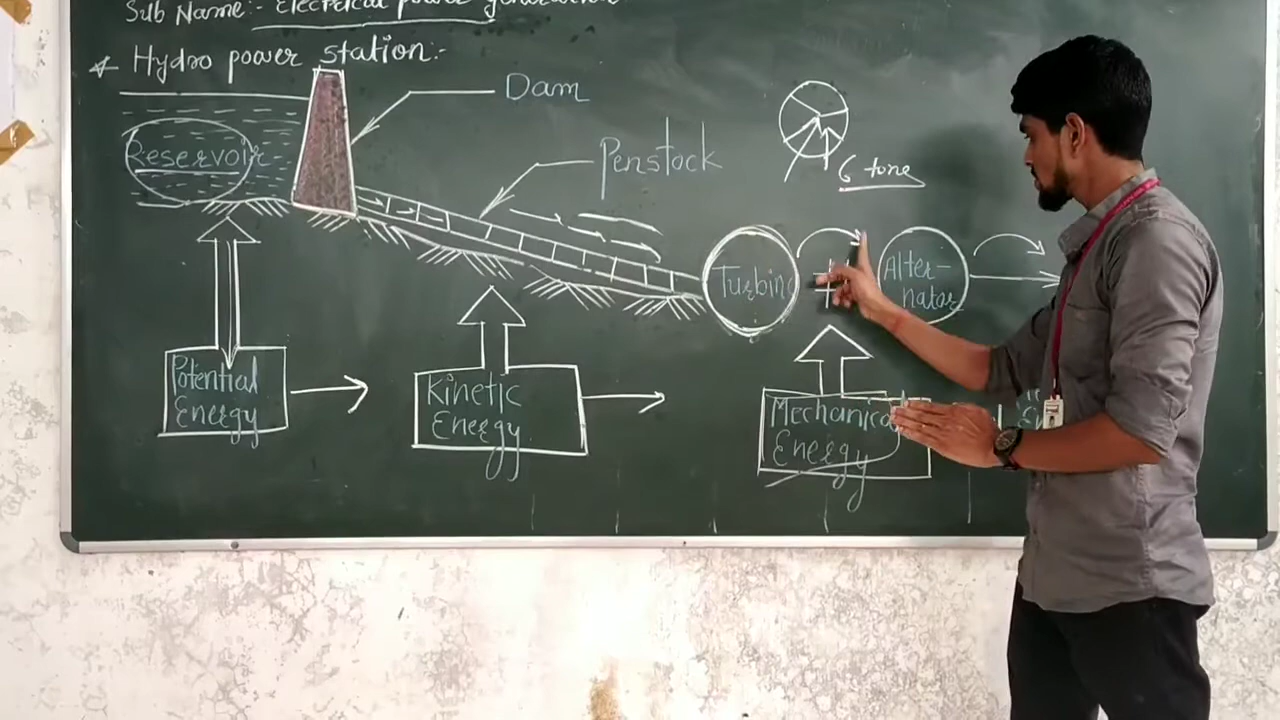 Sub Name:- Electrical power generation
Hydro power station:-
Dam
Reservoir
Penstock
6 tone
Turbine
Alter-
nator
Potential
Energy
Kinetic
Energy
Mechanical
Energy